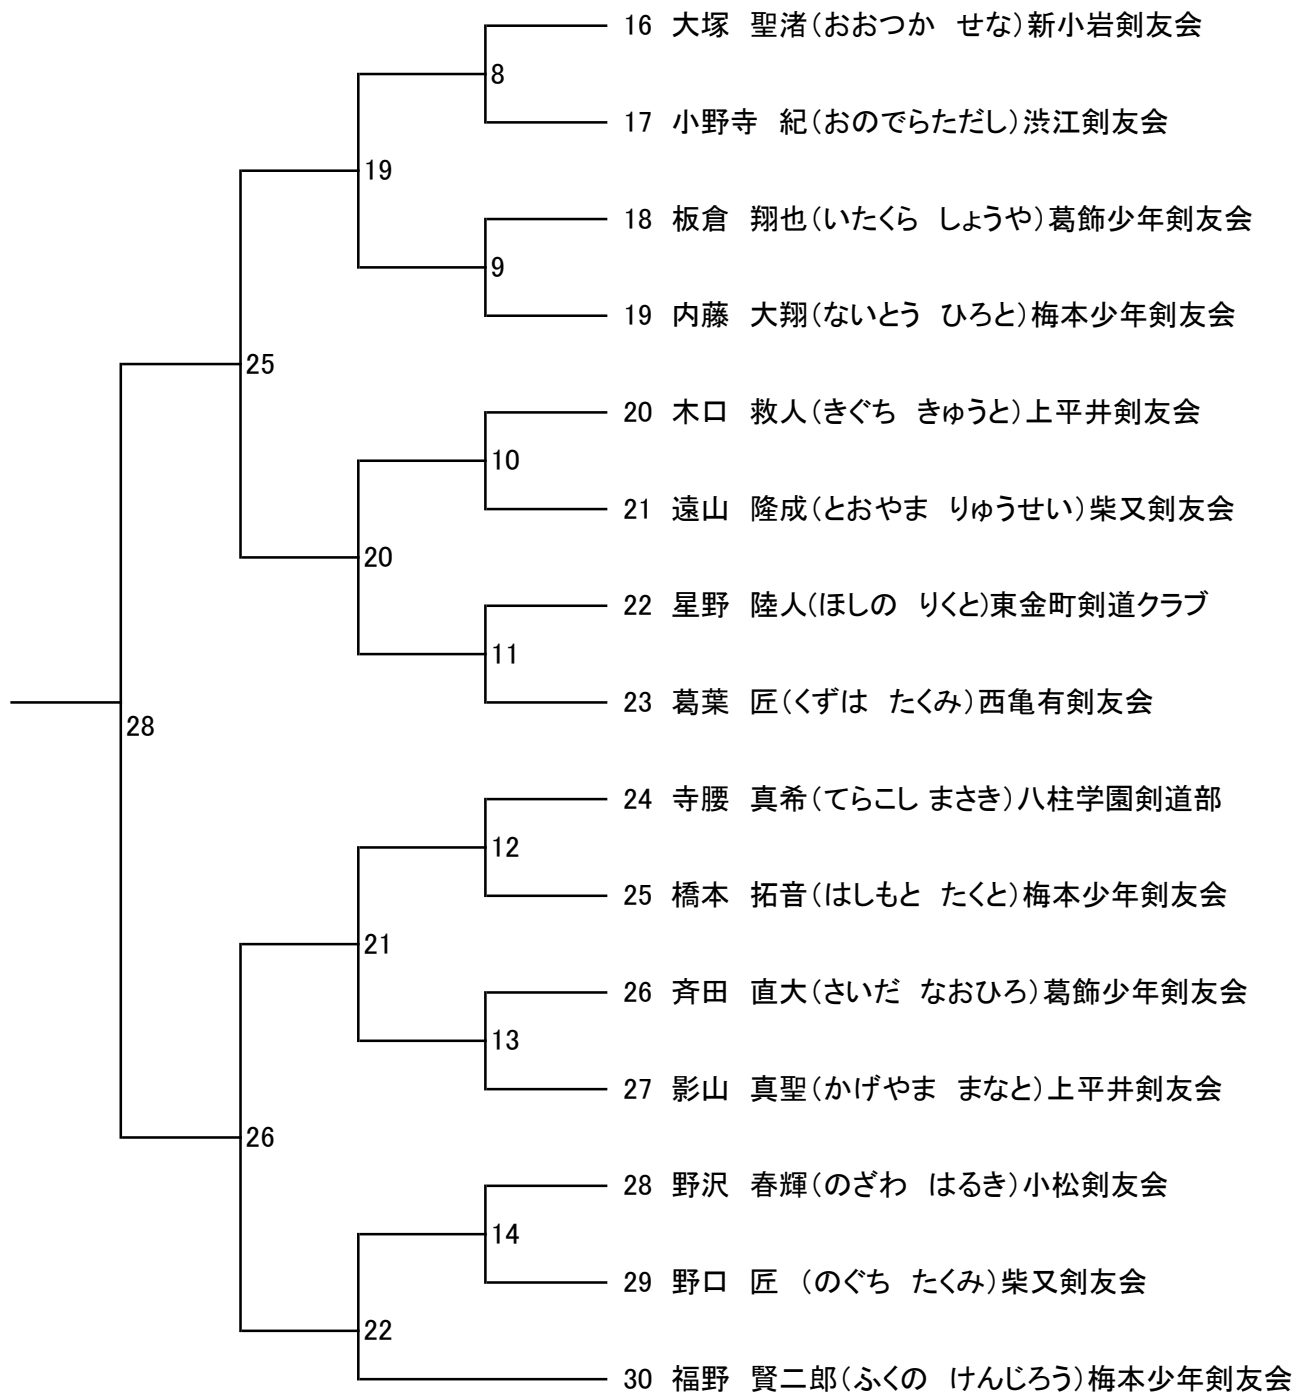 16 大塚　聖渚(おおつか　せな)新小岩剣友会
8
17 小野寺　紀(おのでらただし)渋江剣友会
19
18 板倉　翔也(いたくら　しょうや)葛飾少年剣友会
9
19 内藤　大翔(ないとう　ひろと)梅本少年剣友会
25
20 木口　救人(きぐち　きゅうと)上平井剣友会
10
21 遠山　隆成(とおやま　りゅうせい)柴又剣友会
20
22 星野　陸人(ほしの　りくと)東金町剣道クラブ
11
23 葛葉　匠(くずは　たくみ)西亀有剣友会
28
24 寺腰　真希(てらこし まさき)八柱学園剣道部
12
25 橋本　拓音(はしもと　たくと)梅本少年剣友会
21
26 斉田　直大(さいだ　なおひろ)葛飾少年剣友会
13
27 影山　真聖(かげやま　まなと)上平井剣友会
26
28 野沢　春輝(のざわ　はるき)小松剣友会
14
29 野口　匠　(のぐち　たくみ)柴又剣友会
22
30 福野　賢二郎(ふくの　けんじろう)梅本少年剣友会